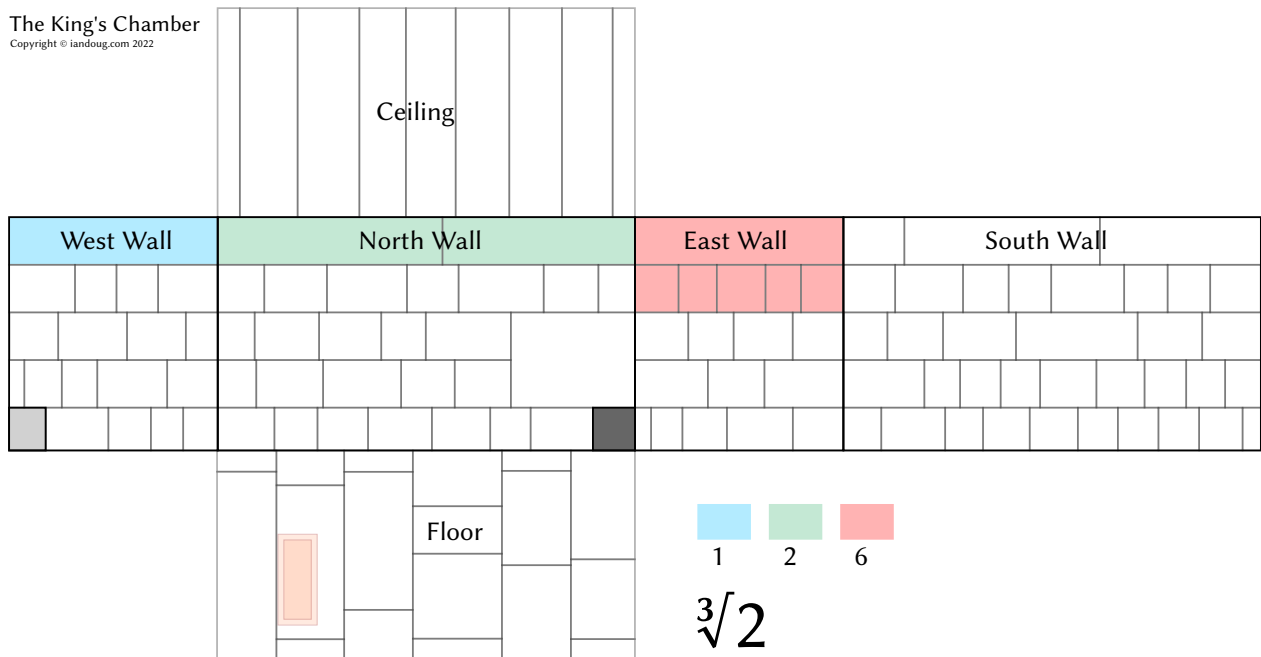 The King's Chamber
Copyright © iandoug.com 2022
Ceiling
West Wall
North Wall
East Wall
South Wall
Floor
1
2
6
∛2